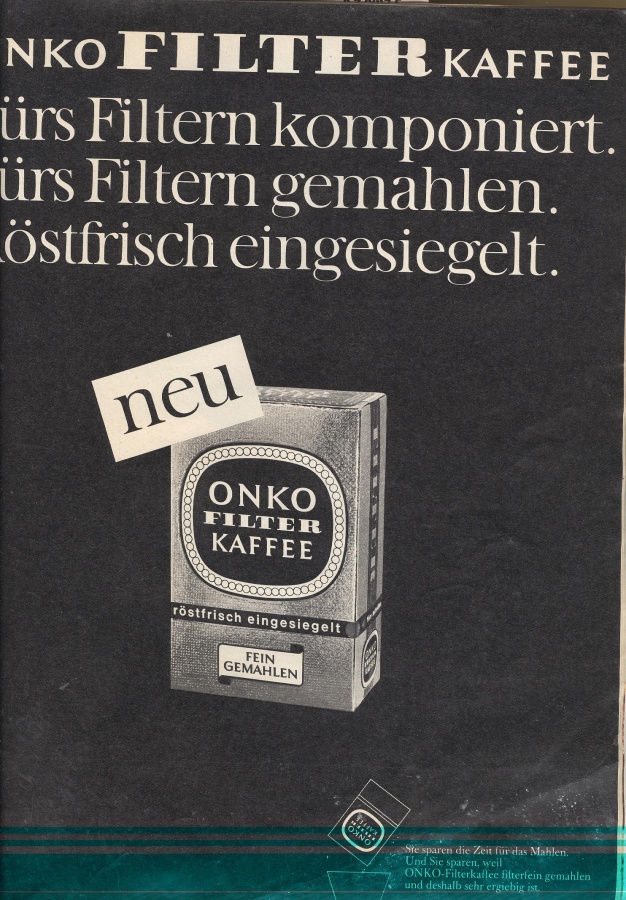 NKO FILTER KAFFEE
ürs Filtern komponiert.
ürs Filtern gemahlen.
östfrisch eingesiegelt.
neu
ONKO
FILTER
KAFFEE
röstfrisch eingesiegelt
FEIN
GEMAHLEN
Sie sparen die Zeit für das Mahlen.
Und Sie sparen, weil
ONKO-Filterkaffee filterfein gemahlen
und deshalb sehr ergiebig ist.